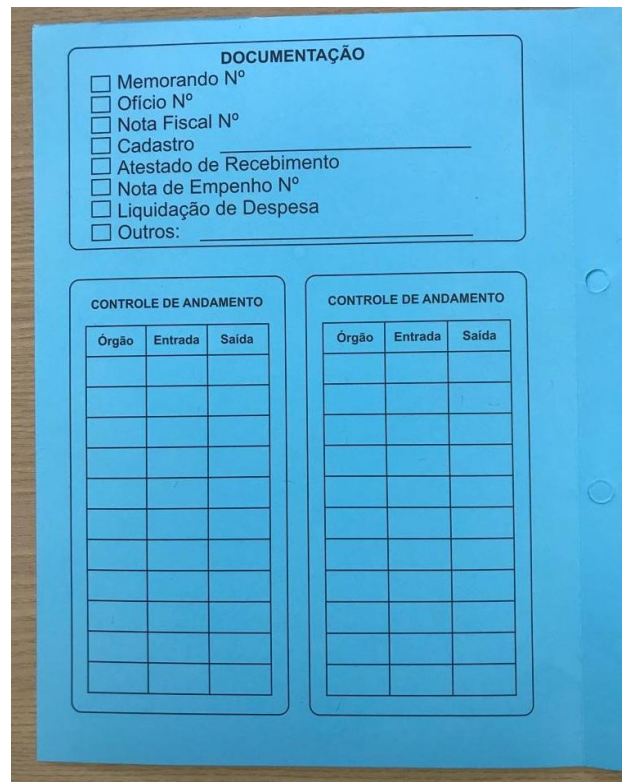 DOCUMENTAÇÃO
Memorando Nº
Ofício Nº
Nota Fiscal Nº
Cadastro
Atestado de Recebimento
Nota de Empenho Nº
Liquidação de Despesa
Outros:
CONTROLE DE ANDAMENTO
Órgão Entrada Saída
CONTROLE DE ANDAMENTO
Órgão Entrada Saída